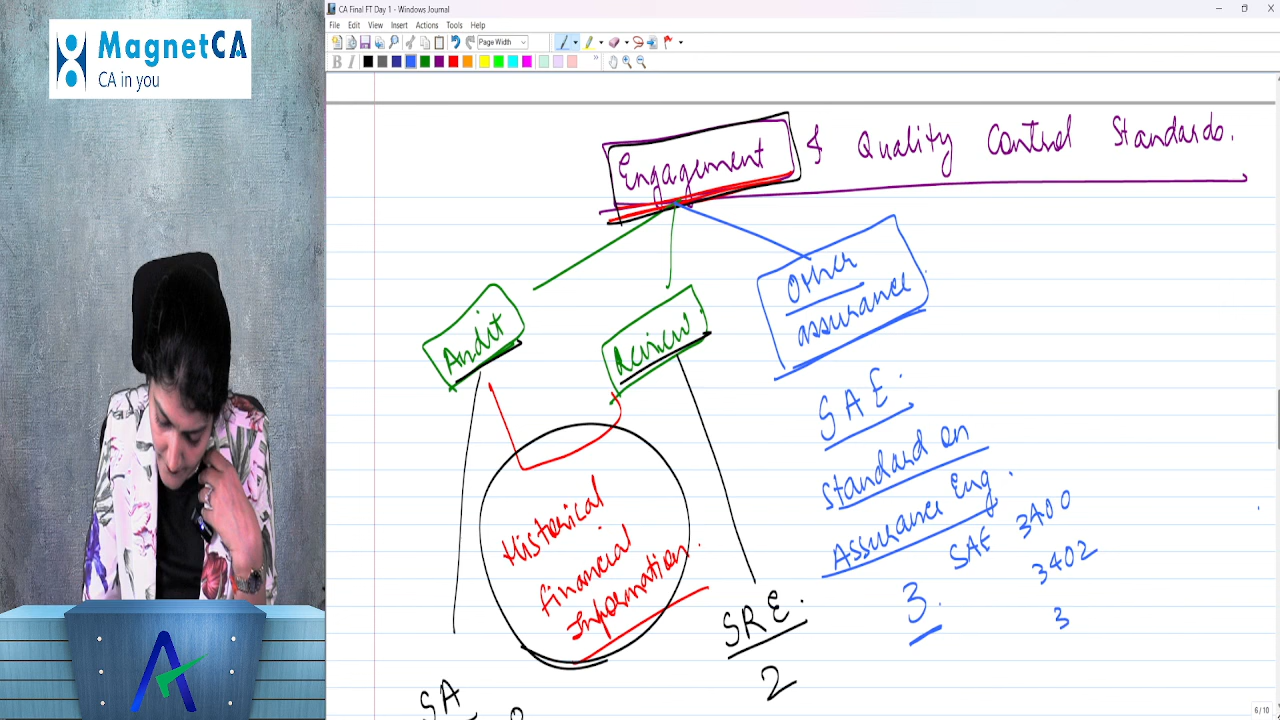 MagnetCA
CA in you
CA Final FT Day 1 - Windows Journal
File Edit View Insert Actions Tools Help
Page Width
B I
Engagement & Quality Control Standards.
Audit
Review.
Other
assurance
Historical
financial
Information.
SAE.
Standard on
Assurance Eng.
3.
SAE 3400
3402
3
SRE.
2
SA
6 / 10